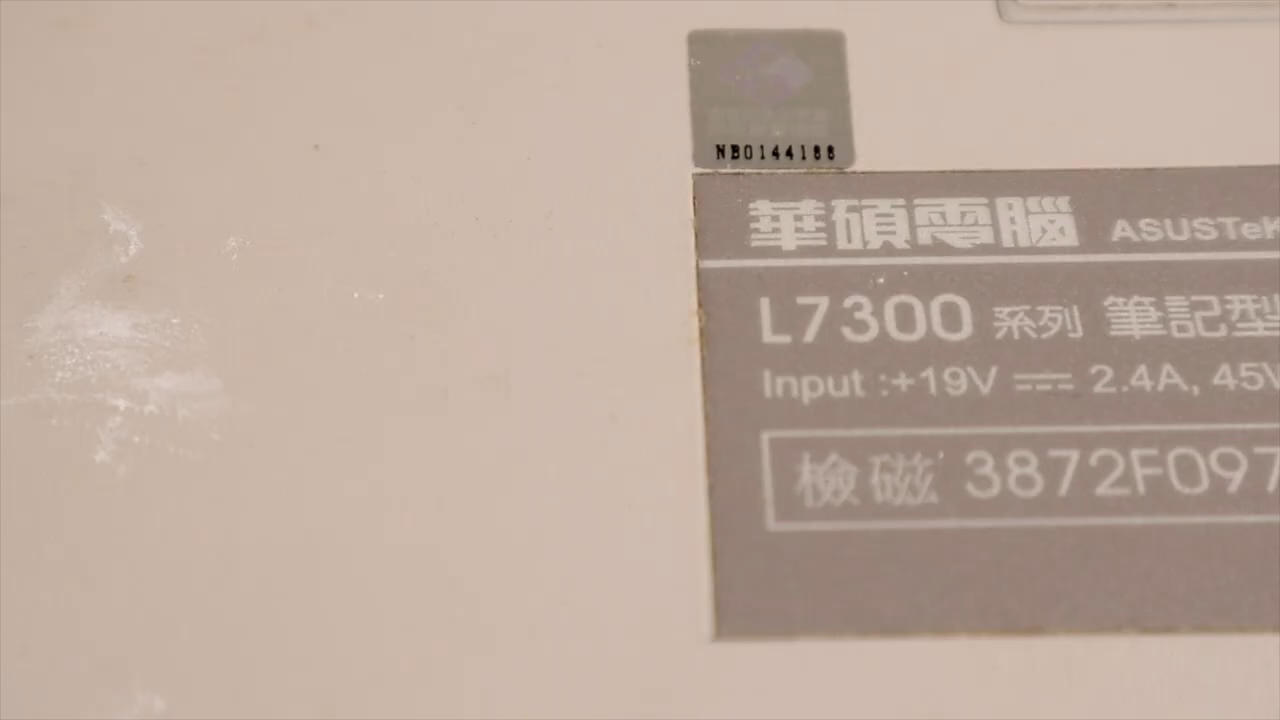 NB0144188
華碩電腦 ASUSTeK
L7300 系列 筆記型
Input :+19V ⎓ 2.4A, 45
檢磁 3872F097